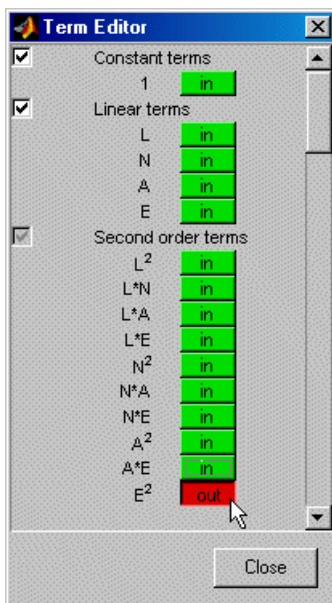 Term Editor
Constant terms
1 in
Linear terms
L in
N in
A in
E in
Second order terms
L² in
L*N in
L*A in
L*E in
N² in
N*A in
N*E in
A² in
A*E in
E² out
Close